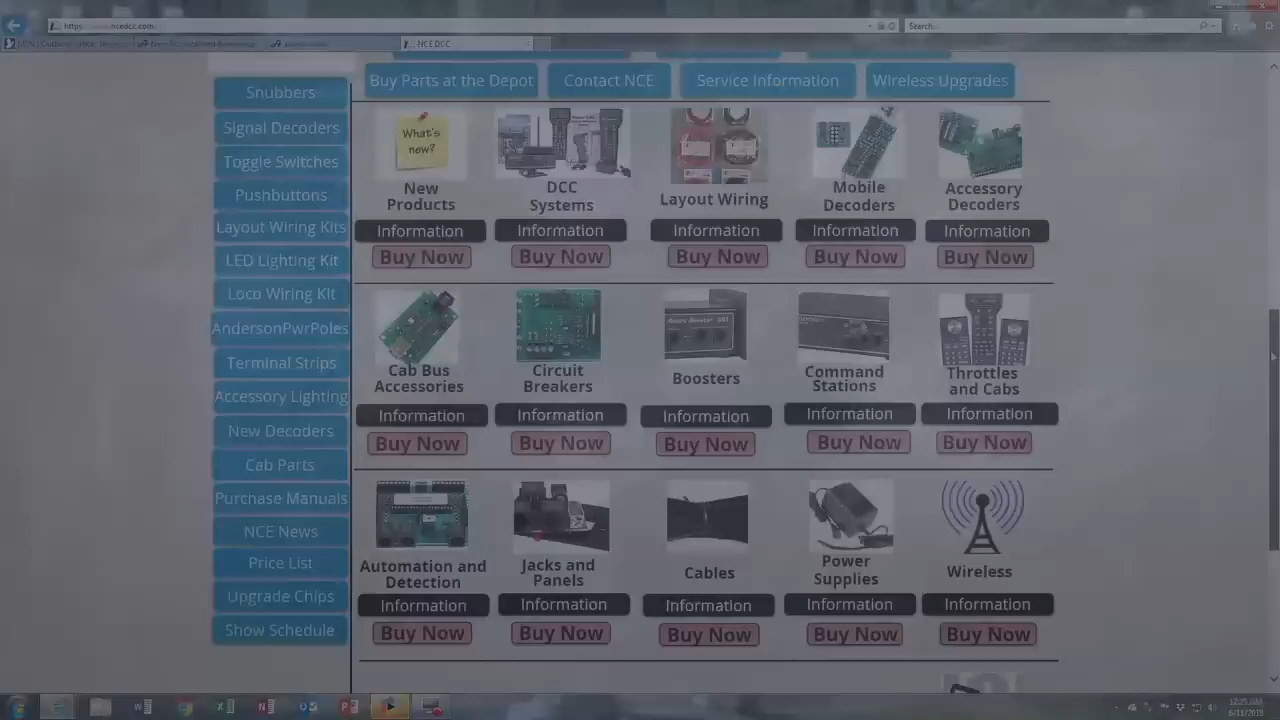 Search...
NCE DCC
Buy Parts at the Depot
Contact NCE
Service Information
Wireless Upgrades
Snubbers
Signal Decoders
Toggle Switches
Pushbuttons
Layout Wiring Kits
LED Lighting Kit
Loco Wiring Kit
AndersonPwrPoles
Terminal Strips
Accessory Lighting
New Decoders
Cab Parts
Purchase Manuals
NCE News
Price List
Upgrade Chips
Show Schedule
What's
new?
New
Products
Information
Buy Now
DCC
Systems
Information
Buy Now
Layout Wiring
Information
Buy Now
Mobile
Decoders
Information
Buy Now
Accessory
Decoders
Information
Buy Now
Cab Bus
Accessories
Information
Buy Now
Circuit
Breakers
Information
Buy Now
Boosters
Information
Buy Now
Command
Stations
Information
Buy Now
Throttles
and Cabs
Information
Buy Now
Automation and
Detection
Information
Buy Now
Jacks and
Panels
Information
Buy Now
Cables
Information
Buy Now
Power
Supplies
Information
Buy Now
Wireless
Information
Buy Now